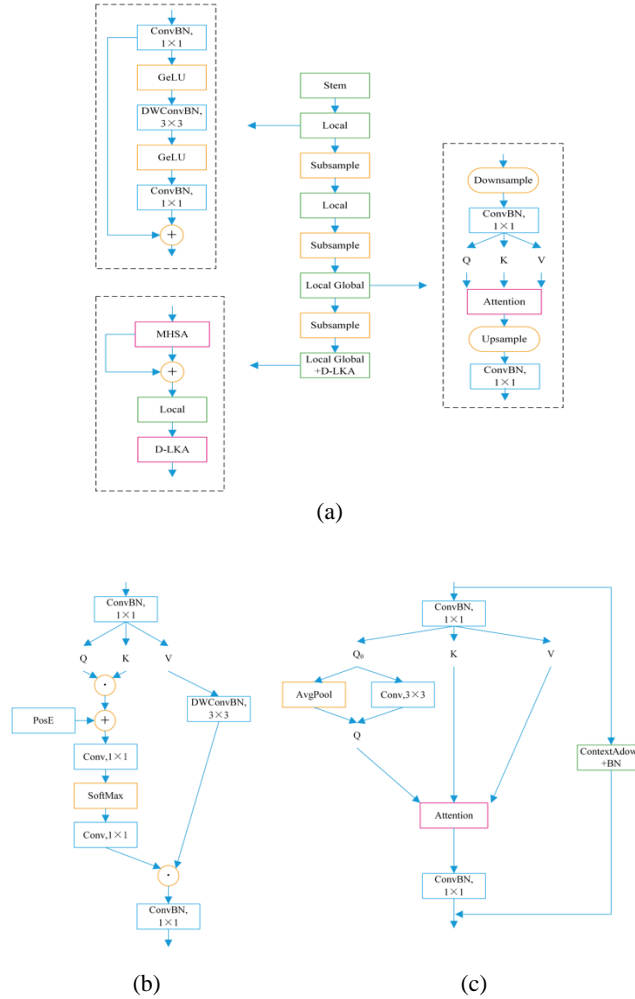 ConvBN,
1×1
GeLU
DWConvBN,
3×3
GeLU
ConvBN,
1×1
+
MHSA
+
Local
D-LKA
Stem
Local
Subsample
Local
Subsample
Local Global
Subsample
Local Global
+D-LKA
Downsample
ConvBN,
1×1
Q K V
Attention
Upsample
ConvBN,
1×1
(a)
ConvBN,
1×1
Q K V
·
PosE
+
DWConvBN,
3×3
Conv,1×1
SoftMax
Conv,1×1
·
ConvBN,
1×1
(b)
ConvBN,
1×1
Q₀ K V
AvgPool
Conv,3×3
Q
ContextAdow
+BN
Attention
ConvBN,
1×1
(c)